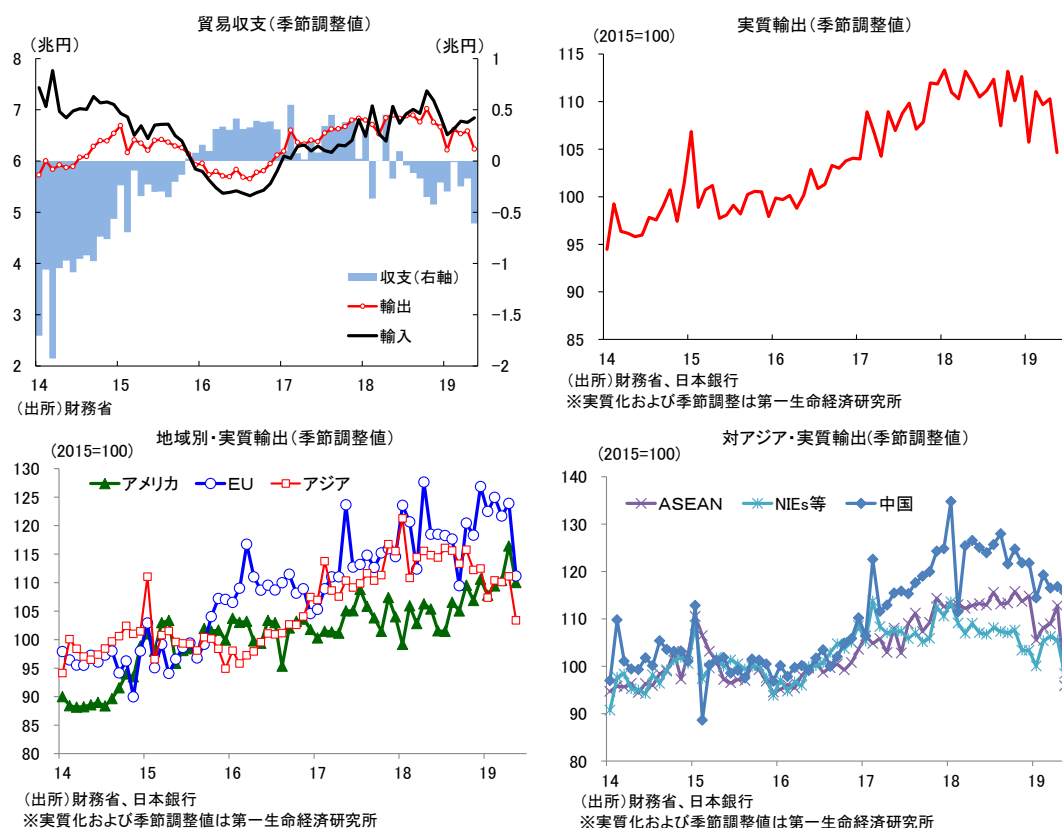 貿易収支(季節調整値)
(兆円)
(兆円)
8
7
6
5
4
3
2
1
0.5
0
-0.5
-1
-1.5
-2
収支(右軸)
輸出
輸入
14 15 16 17 18 19
(出所)財務省
実質輸出(季節調整値)
(2015=100)
115
110
105
100
95
90
85
14 15 16 17 18 19
(出所)財務省、日本銀行
※実質化および季節調整は第一生命経済研究所
地域別・実質輸出(季節調整値)
(2015=100)
130
125
120
115
110
105
100
95
90
85
80
アメリカ EU アジア
14 15 16 17 18 19
(出所)財務省、日本銀行
※実質化および季節調整値は第一生命経済研究所
対アジア・実質輸出(季節調整値)
(2015=100)
140
130
120
110
100
90
80
ASEAN NIEs等 中国
14 15 16 17 18 19
(出所)財務省、日本銀行
※実質化および季節調整値は第一生命経済研究所